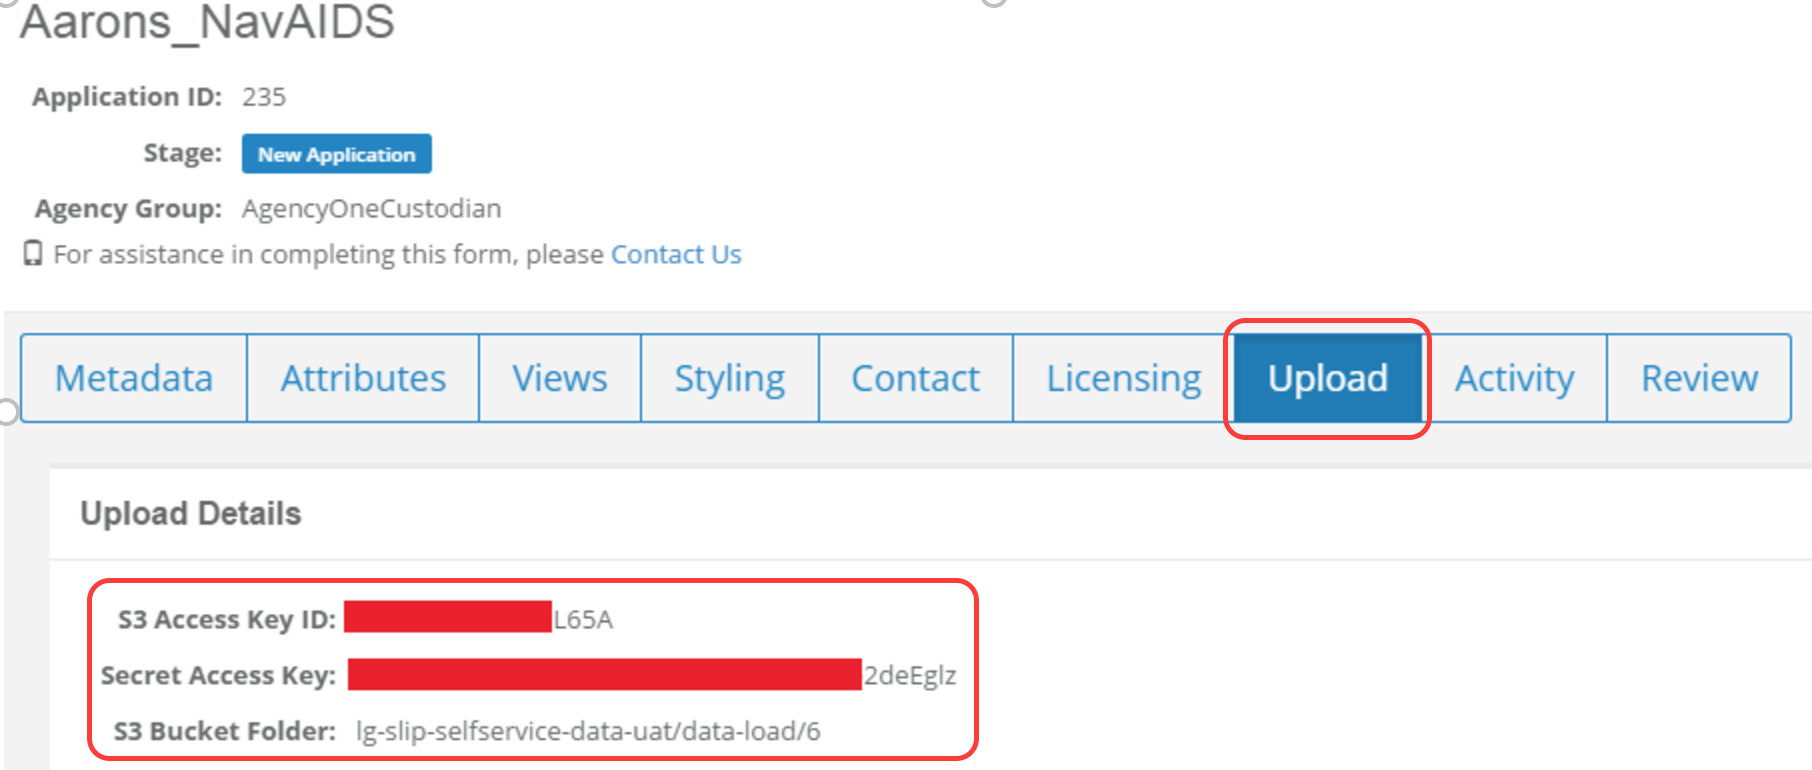 Aarons_NavAIDS
Application ID: 235
Stage: New Application
Agency Group: AgencyOneCustodian
For assistance in completing this form, please Contact Us
Metadata Attributes Views Styling Contact Licensing Upload Activity Review
Upload Details
S3 Access Key ID: L65A
Secret Access Key: 2deEglz
S3 Bucket Folder: lg-slip-selfservice-data-uat/data-load/6